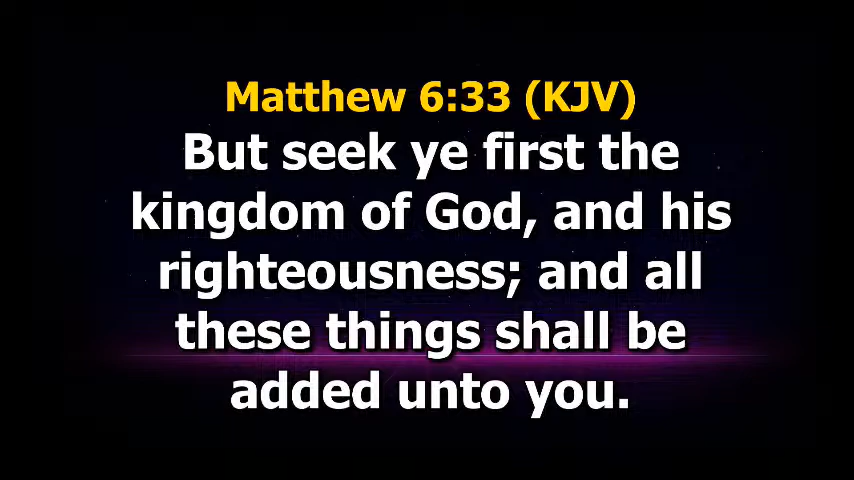 Matthew 6:33 (KJV)
But seek ye first the
kingdom of God, and his
righteousness; and all
these things shall be
added unto you.